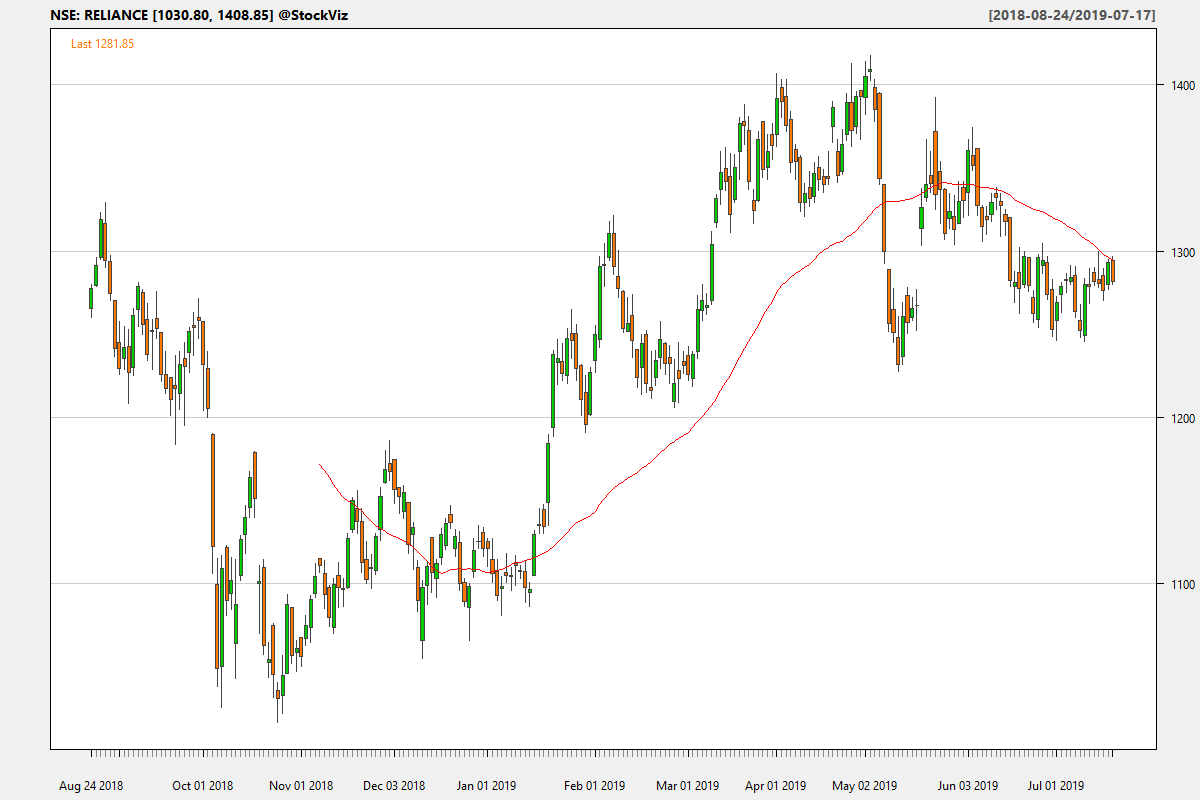 NSE: RELIANCE [1030.80, 1408.85] @StockViz [2018-08-24/2019-07-17]
Last 1281.85
1400
1300
1200
1100
Aug 24 2018 Oct 01 2018 Nov 01 2018 Dec 03 2018 Jan 01 2019 Feb 01 2019 Mar 01 2019 Apr 01 2019 May 02 2019 Jun 03 2019 Jul 01 2019